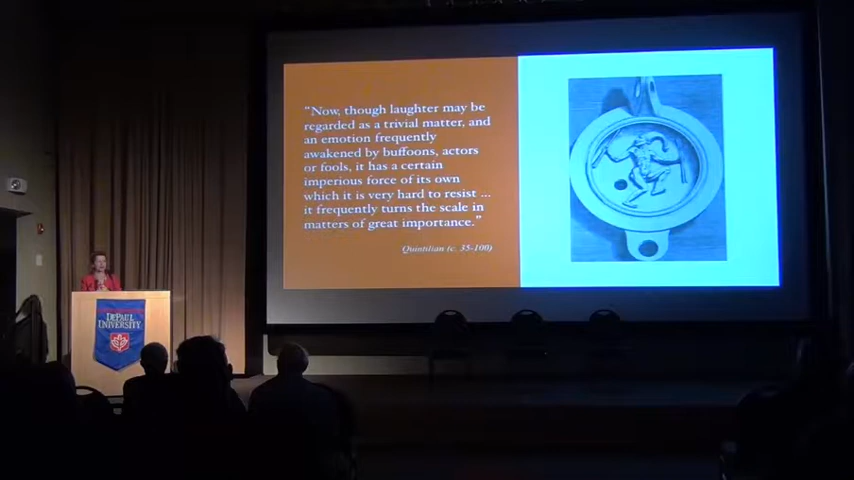 "Now, though laughter may be
regarded as a trivial matter, and
an emotion frequently
awakened by buffoons, actors
or fools, it has a certain
imperious force of its own
which it is very hard to resist ...
it frequently turns the scale in
matters of great importance."
Quintilian (c. 35-100)
DEPAUL
UNIVERSITY